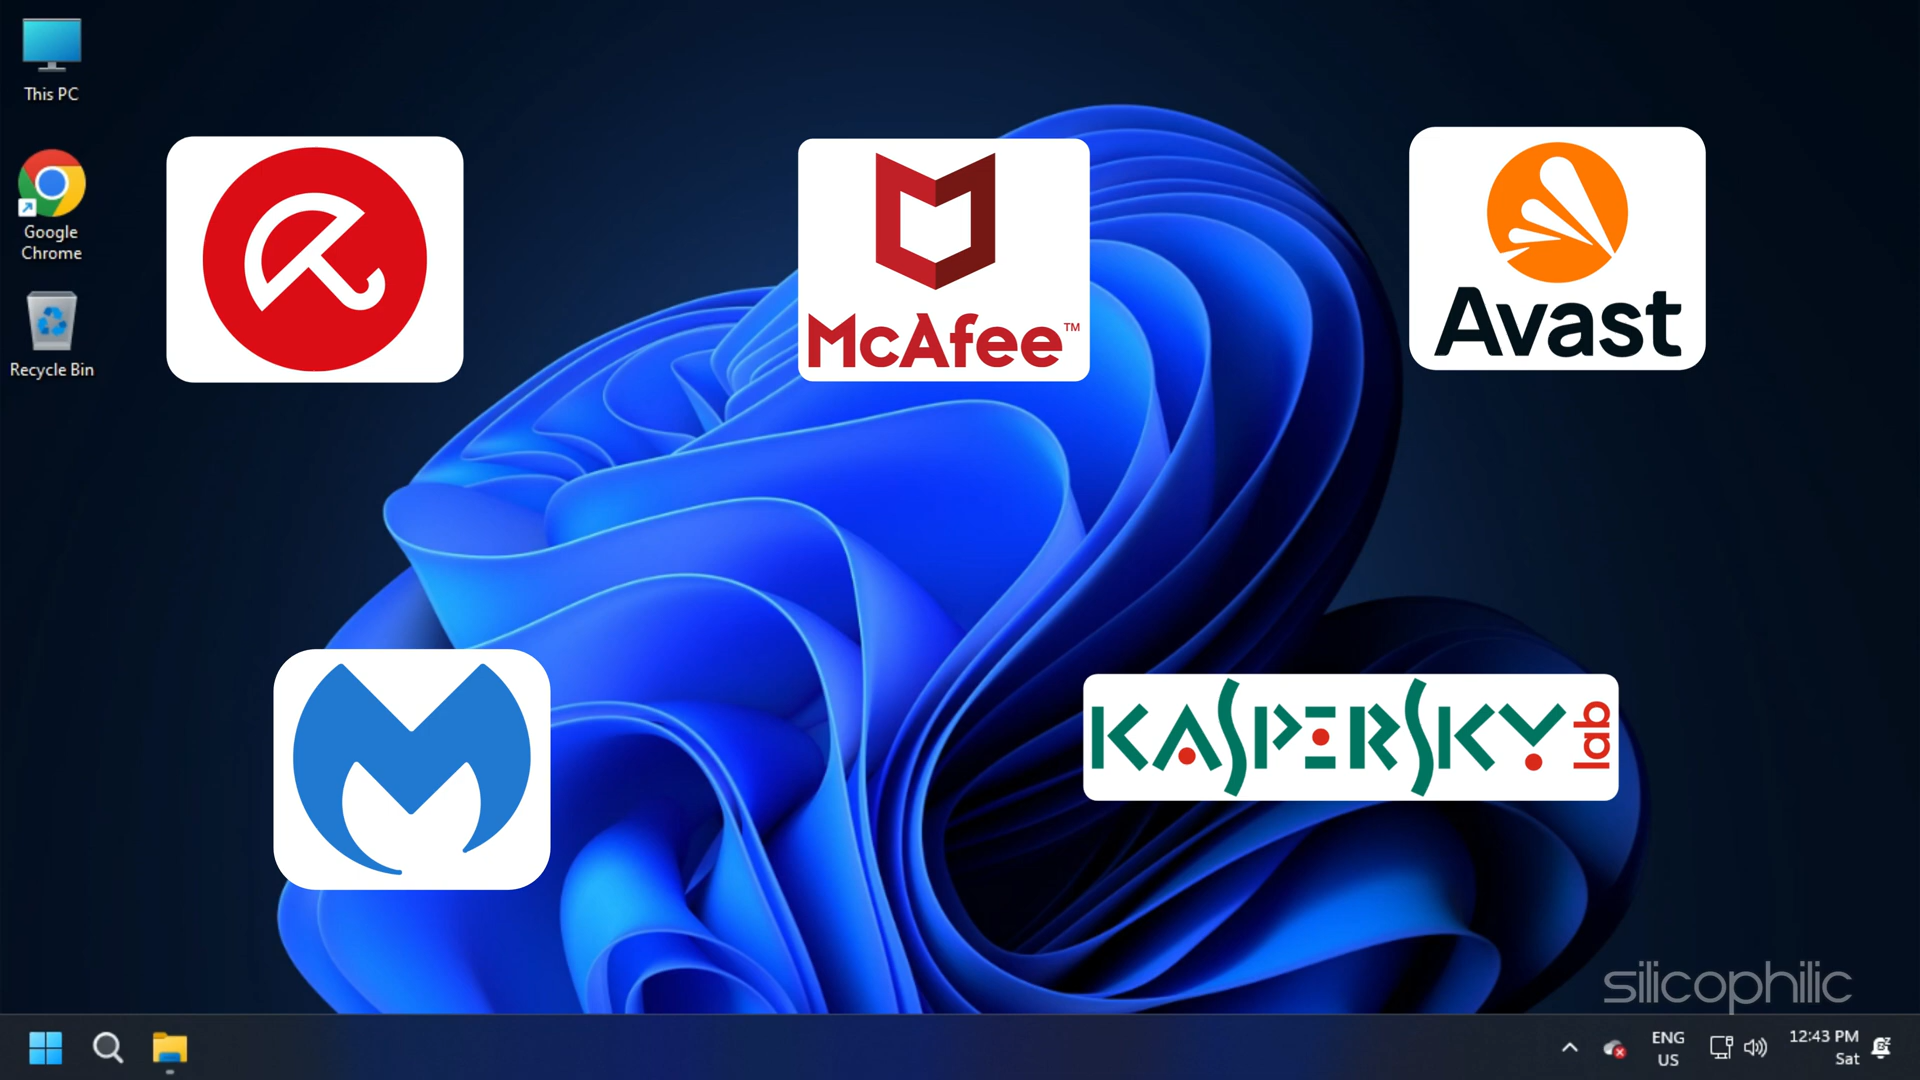 This PC
Google
Chrome
Recycle Bin
McAfee™
Avast
KASPERSKY lab
silicophilic
ENG
US
12:43 PM
Sat